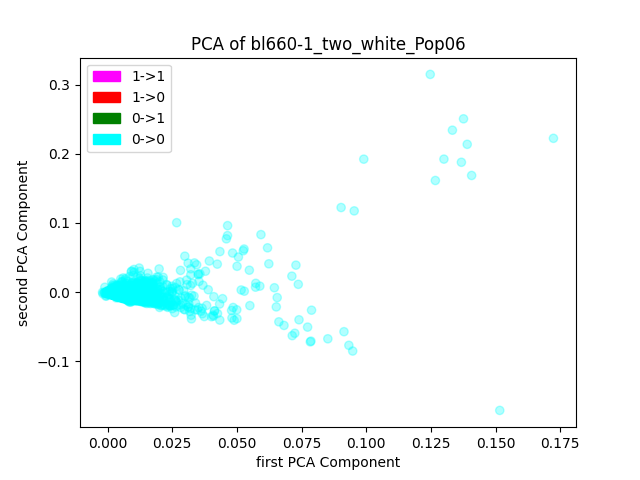 PCA of bl660-1_two_white_Pop06
1->1
1->0
0->1
0->0
second PCA Component
0.3
0.2
0.1
0.0
−0.1
0.000 0.025 0.050 0.075 0.100 0.125 0.150 0.175
first PCA Component